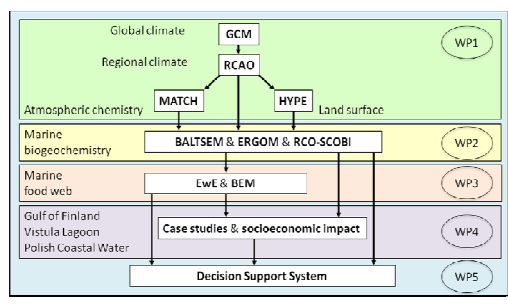 Global climate
GCM
WP1
Regional climate
RCAO
MATCH
HYPE
Atmospheric chemistry
Land surface
Marine
biogeochemistry
BALTSEM & ERGOM & RCO-SCOBI
WP2
Marine
food web
EwE & BEM
WP3
Gulf of Finland
Vistula Lagoon
Polish Coastal Water
Case studies & socioeconomic impact
WP4
Decision Support System
WP5